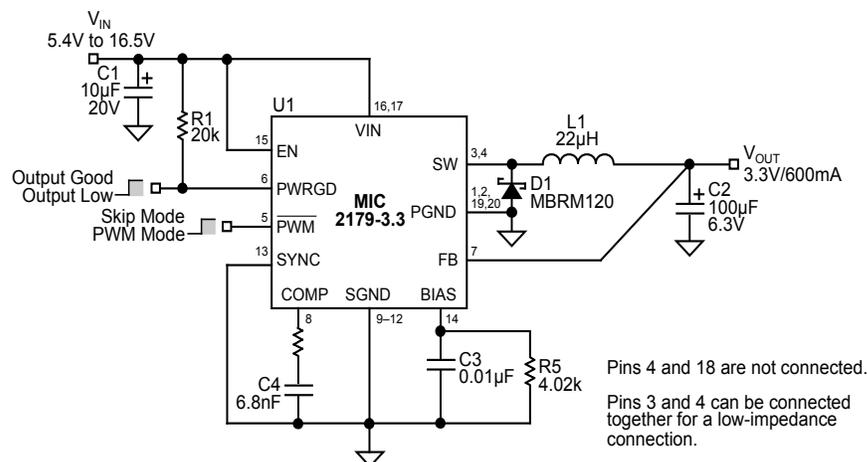 VIN
5.4V to 16.5V
C1
10µF
20V
R1
20k
U1
16,17
VIN
15
EN
6
PWRGD
5
PWM
13
SYNC
MIC
2179-3.3
SW
3,4
PGND
1,2,
19,20
FB
7
COMP
8
SGND
9–12
BIAS
14
Output Good
Output Low
Skip Mode
PWM Mode
L1
22µH
D1
MBRM120
VOUT
3.3V/600mA
C2
100µF
6.3V
C4
6.8nF
C3
0.01µF
R5
4.02k
Pins 4 and 18 are not connected.
Pins 3 and 4 can be connected
together for a low-impedance
connection.